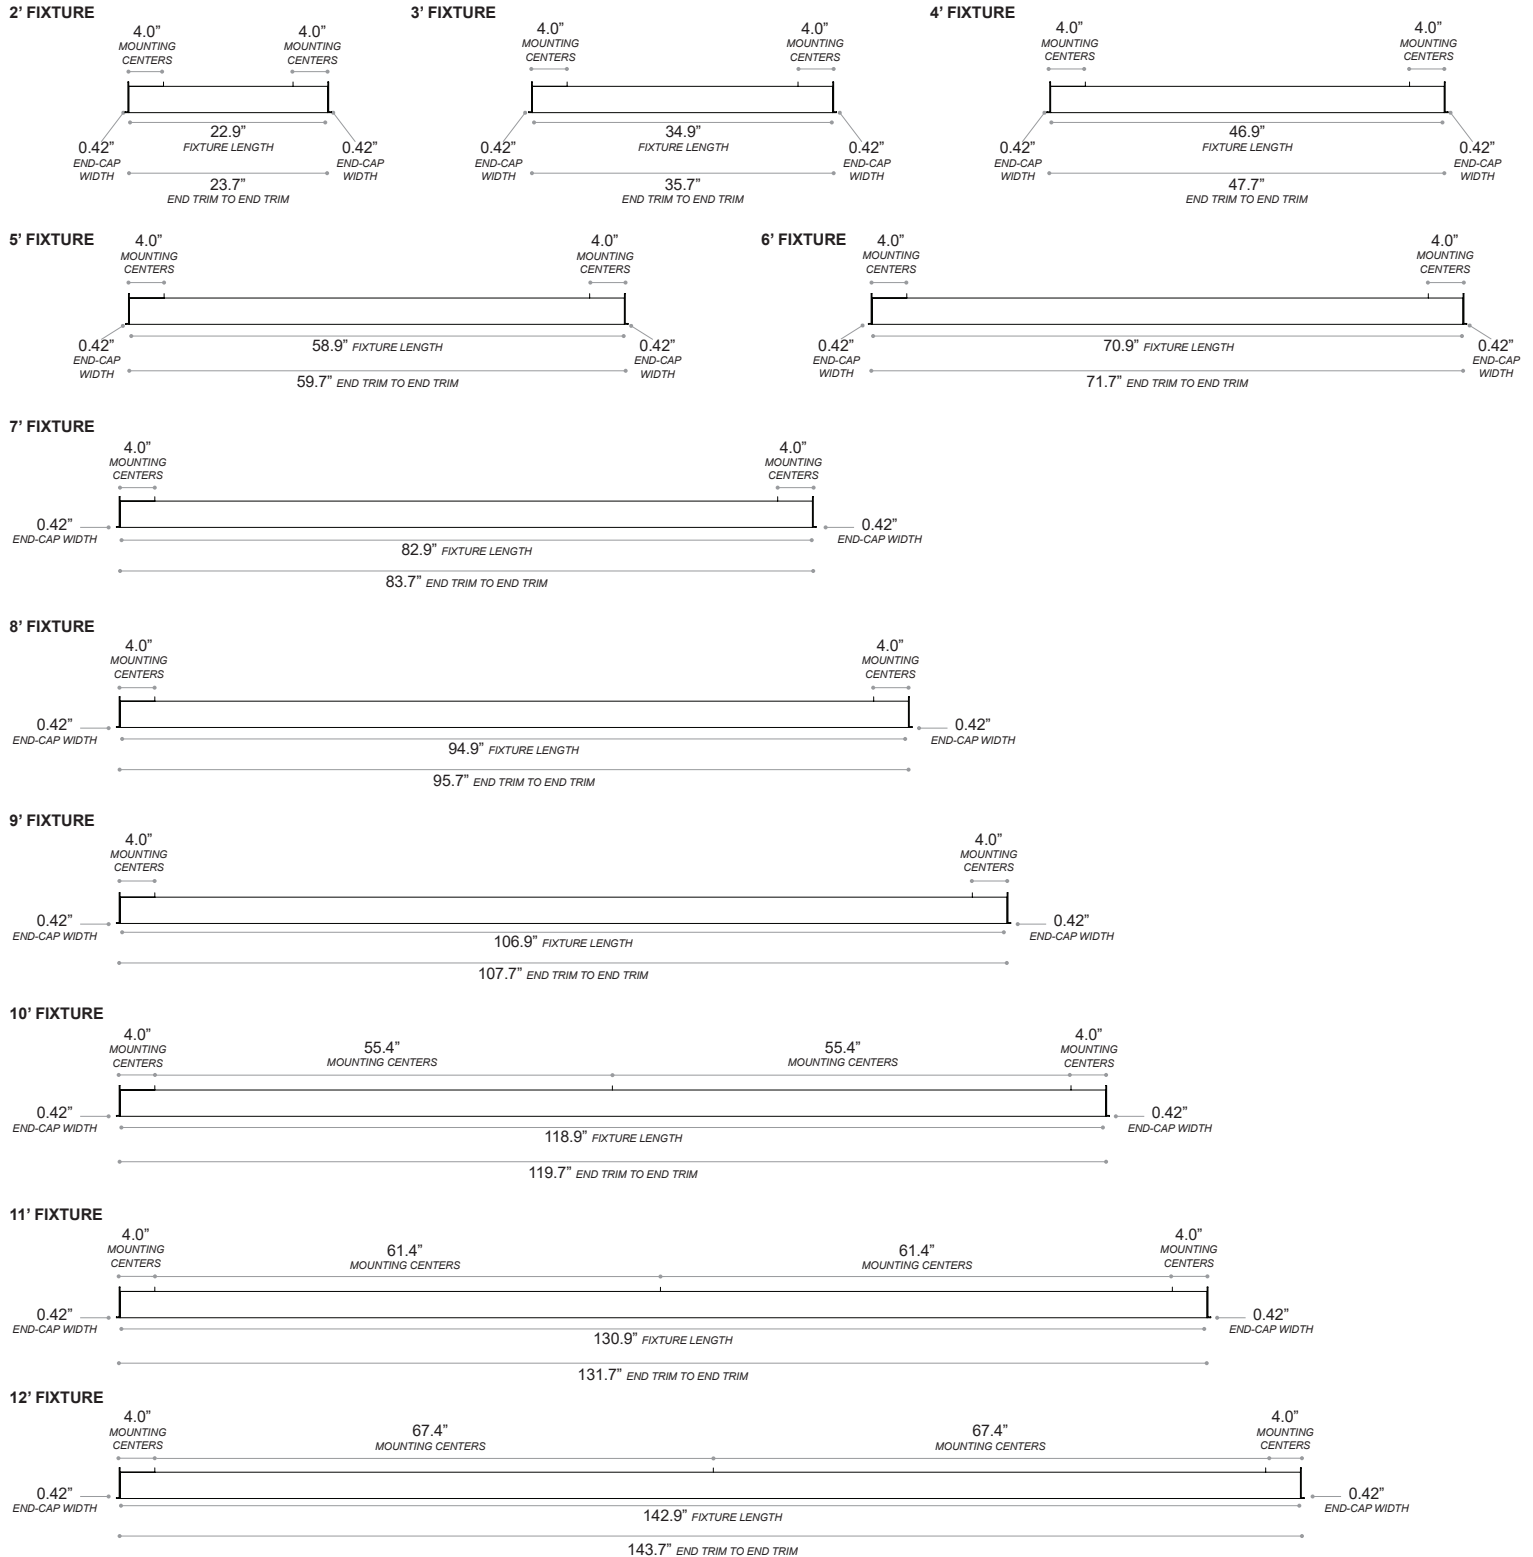 2’ FIXTURE
4.0”
MOUNTING
CENTERS
4.0”
MOUNTING
CENTERS
0.42”
END-CAP
WIDTH
22.9”
FIXTURE LENGTH
0.42”
END-CAP
WIDTH
23.7”
END TRIM TO END TRIM
3’ FIXTURE
4.0”
MOUNTING
CENTERS
4.0”
MOUNTING
CENTERS
0.42”
END-CAP
WIDTH
34.9”
FIXTURE LENGTH
0.42”
END-CAP
WIDTH
35.7”
END TRIM TO END TRIM
4’ FIXTURE
4.0”
MOUNTING
CENTERS
4.0”
MOUNTING
CENTERS
0.42”
END-CAP
WIDTH
46.9”
FIXTURE LENGTH
0.42”
END-CAP
WIDTH
47.7”
END TRIM TO END TRIM
5’ FIXTURE
4.0”
MOUNTING
CENTERS
4.0”
MOUNTING
CENTERS
0.42”
END-CAP
WIDTH
58.9” FIXTURE LENGTH
0.42”
END-CAP
WIDTH
59.7” END TRIM TO END TRIM
6’ FIXTURE
4.0”
MOUNTING
CENTERS
4.0”
MOUNTING
CENTERS
0.42”
END-CAP
WIDTH
70.9” FIXTURE LENGTH
0.42”
END-CAP
WIDTH
71.7” END TRIM TO END TRIM
7’ FIXTURE
4.0”
MOUNTING
CENTERS
4.0”
MOUNTING
CENTERS
0.42”
END-CAP WIDTH
0.42”
END-CAP WIDTH
82.9” FIXTURE LENGTH
83.7” END TRIM TO END TRIM
8’ FIXTURE
4.0”
MOUNTING
CENTERS
4.0”
MOUNTING
CENTERS
0.42”
END-CAP WIDTH
0.42”
END-CAP WIDTH
94.9” FIXTURE LENGTH
95.7” END TRIM TO END TRIM
9’ FIXTURE
4.0”
MOUNTING
CENTERS
4.0”
MOUNTING
CENTERS
0.42”
END-CAP WIDTH
0.42”
END-CAP WIDTH
106.9” FIXTURE LENGTH
107.7” END TRIM TO END TRIM
10’ FIXTURE
4.0”
MOUNTING
CENTERS
55.4”
MOUNTING CENTERS
55.4”
MOUNTING CENTERS
4.0”
MOUNTING
CENTERS
0.42”
END-CAP WIDTH
0.42”
END-CAP WIDTH
118.9” FIXTURE LENGTH
119.7” END TRIM TO END TRIM
11’ FIXTURE
4.0”
MOUNTING
CENTERS
61.4”
MOUNTING CENTERS
61.4”
MOUNTING CENTERS
4.0”
MOUNTING
CENTERS
0.42”
END-CAP WIDTH
0.42”
END-CAP WIDTH
130.9” FIXTURE LENGTH
131.7” END TRIM TO END TRIM
12’ FIXTURE
4.0”
MOUNTING
CENTERS
67.4”
MOUNTING CENTERS
67.4”
MOUNTING CENTERS
4.0”
MOUNTING
CENTERS
0.42”
END-CAP WIDTH
0.42”
END-CAP WIDTH
142.9” FIXTURE LENGTH
143.7” END TRIM TO END TRIM